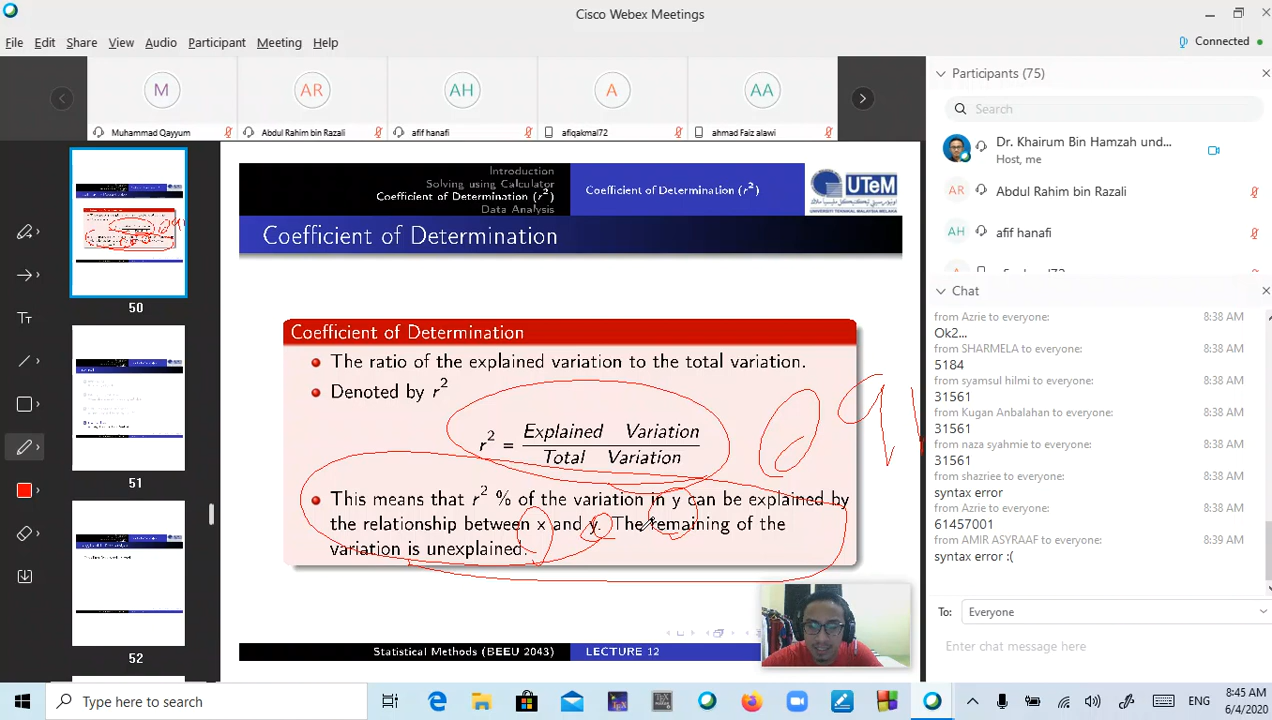 Cisco Webex Meetings
File Edit Share View Audio Participant Meeting Help
Connected
M
AR
AH
A
AA
Muhammad Qayyum
Abdul Rahim bin Razali
afif hanafi
afiqakmal72
ahmad Faiz alawi
Participants (75)
Search
Dr. Khairum Bin Hamzah und...
Host, me
AR Abdul Rahim bin Razali
AH afif hanafi
Chat
from Azrie to everyone: 8:38 AM
Ok2...
from SHARMELA to everyone: 8:38 AM
5184
from syamsul hilmi to everyone: 8:38 AM
31561
from Kugan Anbalahan to everyone: 8:38 AM
31561
from naza syahmie to everyone: 8:38 AM
31561
from shazriee to everyone: 8:38 AM
syntax error
from Azrie to everyone: 8:38 AM
61457001
from AMIR ASYRAAF to everyone: 8:39 AM
syntax error :(
To: Everyone
Enter chat message here
50
51
52
Introduction
Solving using Calculator
Coefficient of Determination (r²)
Data Analysis
Coefficient of Determination (r²)
UTeM
UNIVERSITI TEKNIKAL MALAYSIA MELAKA
Coefficient of Determination
Coefficient of Determination
The ratio of the explained variation to the total variation.
Denoted by r²
r² = Explained Variation
Total Variation
This means that r² % of the variation in y can be explained by
the relationship between x and y. The remaining of the
variation is unexplained.
Statistical Methods (BEEU 2043) LECTURE 12
Type here to search
ENG
8:45 AM
6/4/2020